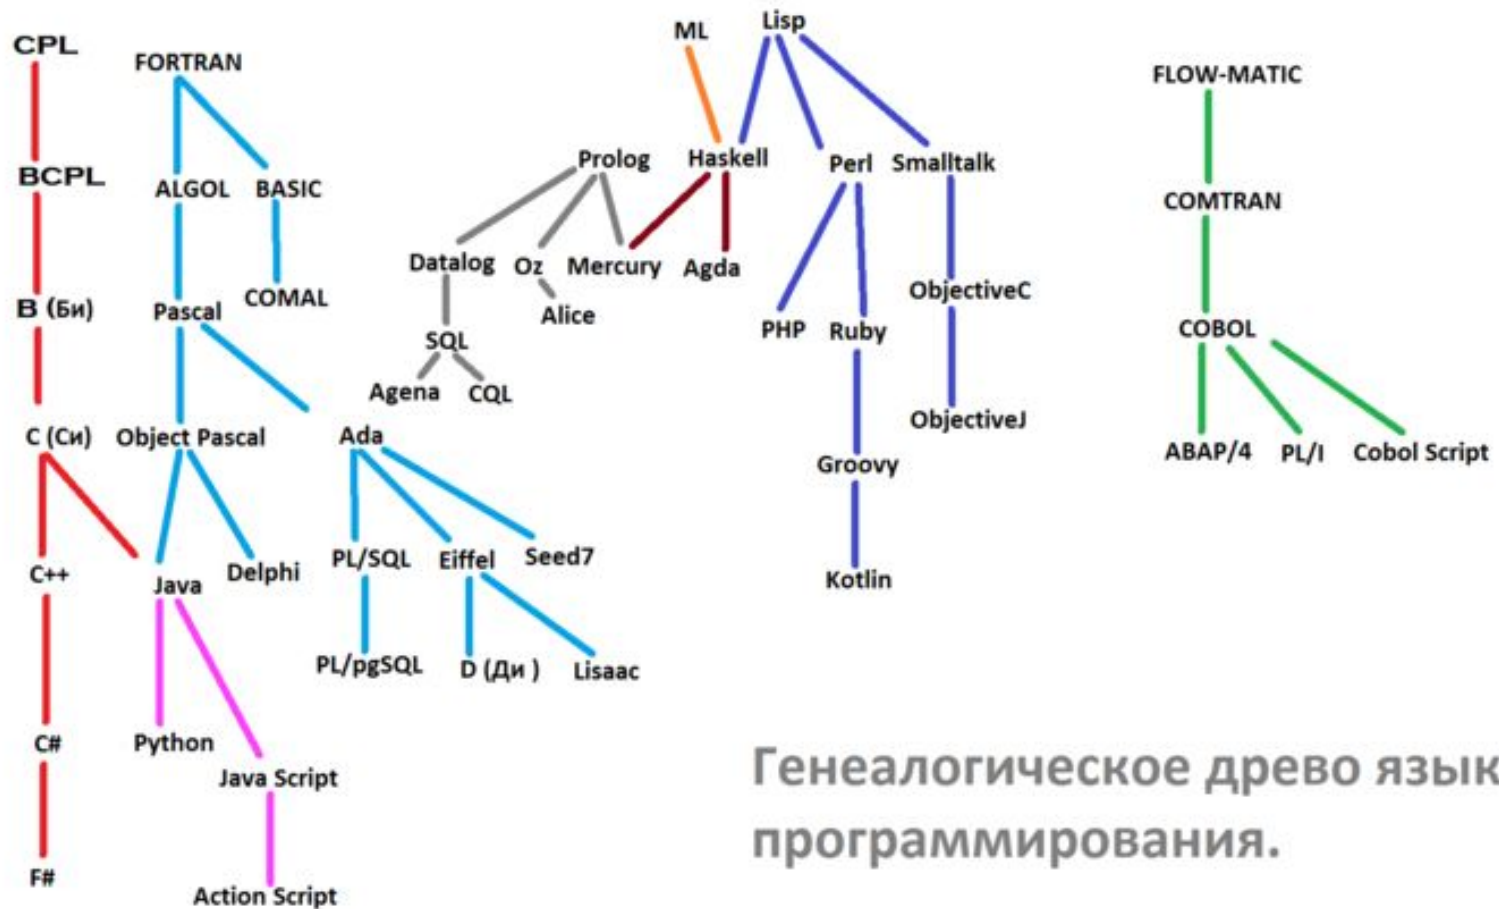 CPL
FORTRAN
ML
Lisp
FLOW-MATIC
BCPL
ALGOL
BASIC
Prolog
Haskell
Perl
Smalltalk
COMTRAN
B (Би)
Pascal
COMAL
Datalog
Oz
Mercury
Agda
Alice
SQL
Agena
CQL
PHP
Ruby
ObjectiveC
ObjectiveJ
COBOL
C (Си)
Object Pascal
Ada
Groovy
Kotlin
ABAP/4
PL/I
Cobol Script
C++
Java
Delphi
PL/SQL
Eiffel
Seed7
PL/pgSQL
D (Ди )
Lisaac
C#
Python
Java Script
F#
Action Script
Генеалогическое древо язык
программирования.